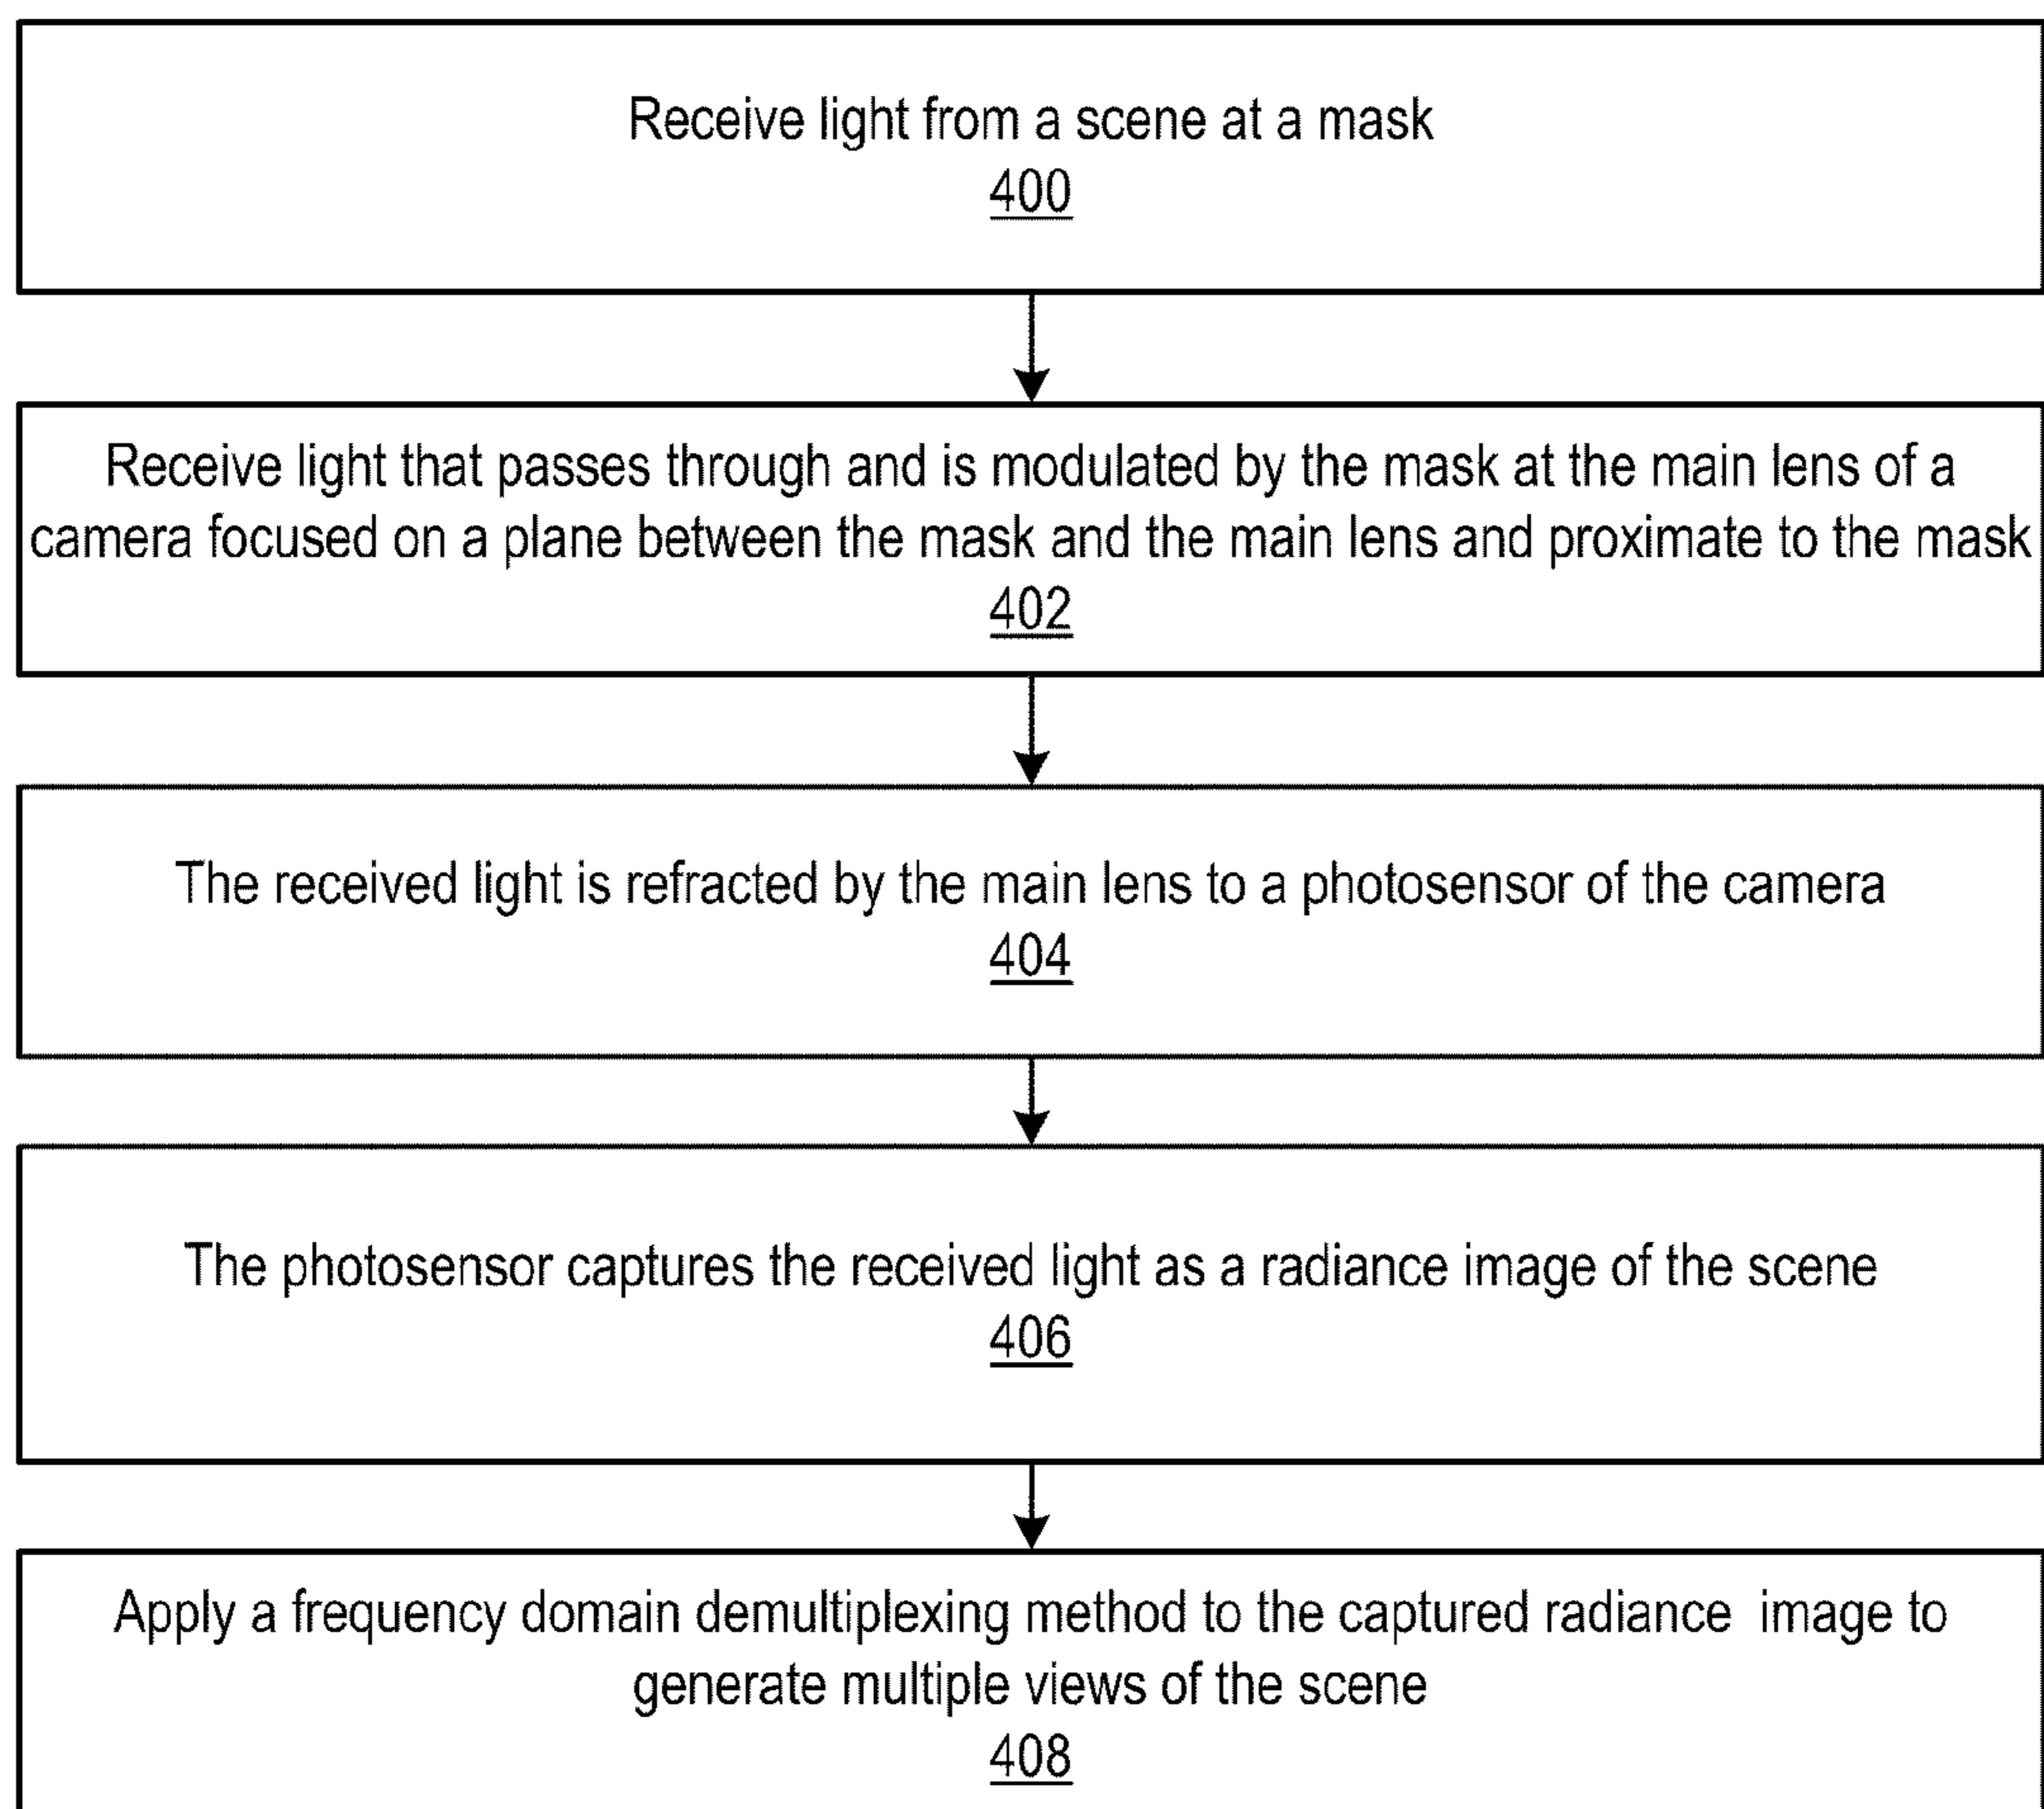 Receive light from a scene at a mask
400
Receive light that passes through and is modulated by the mask at the main lens of a
camera focused on a plane between the mask and the main lens and proximate to the mask
402
The received light is refracted by the main lens to a photosensor of the camera
404
The photosensor captures the received light as a radiance image of the scene
406
Apply a frequency domain demultiplexing method to the captured radiance image to
generate multiple views of the scene
408